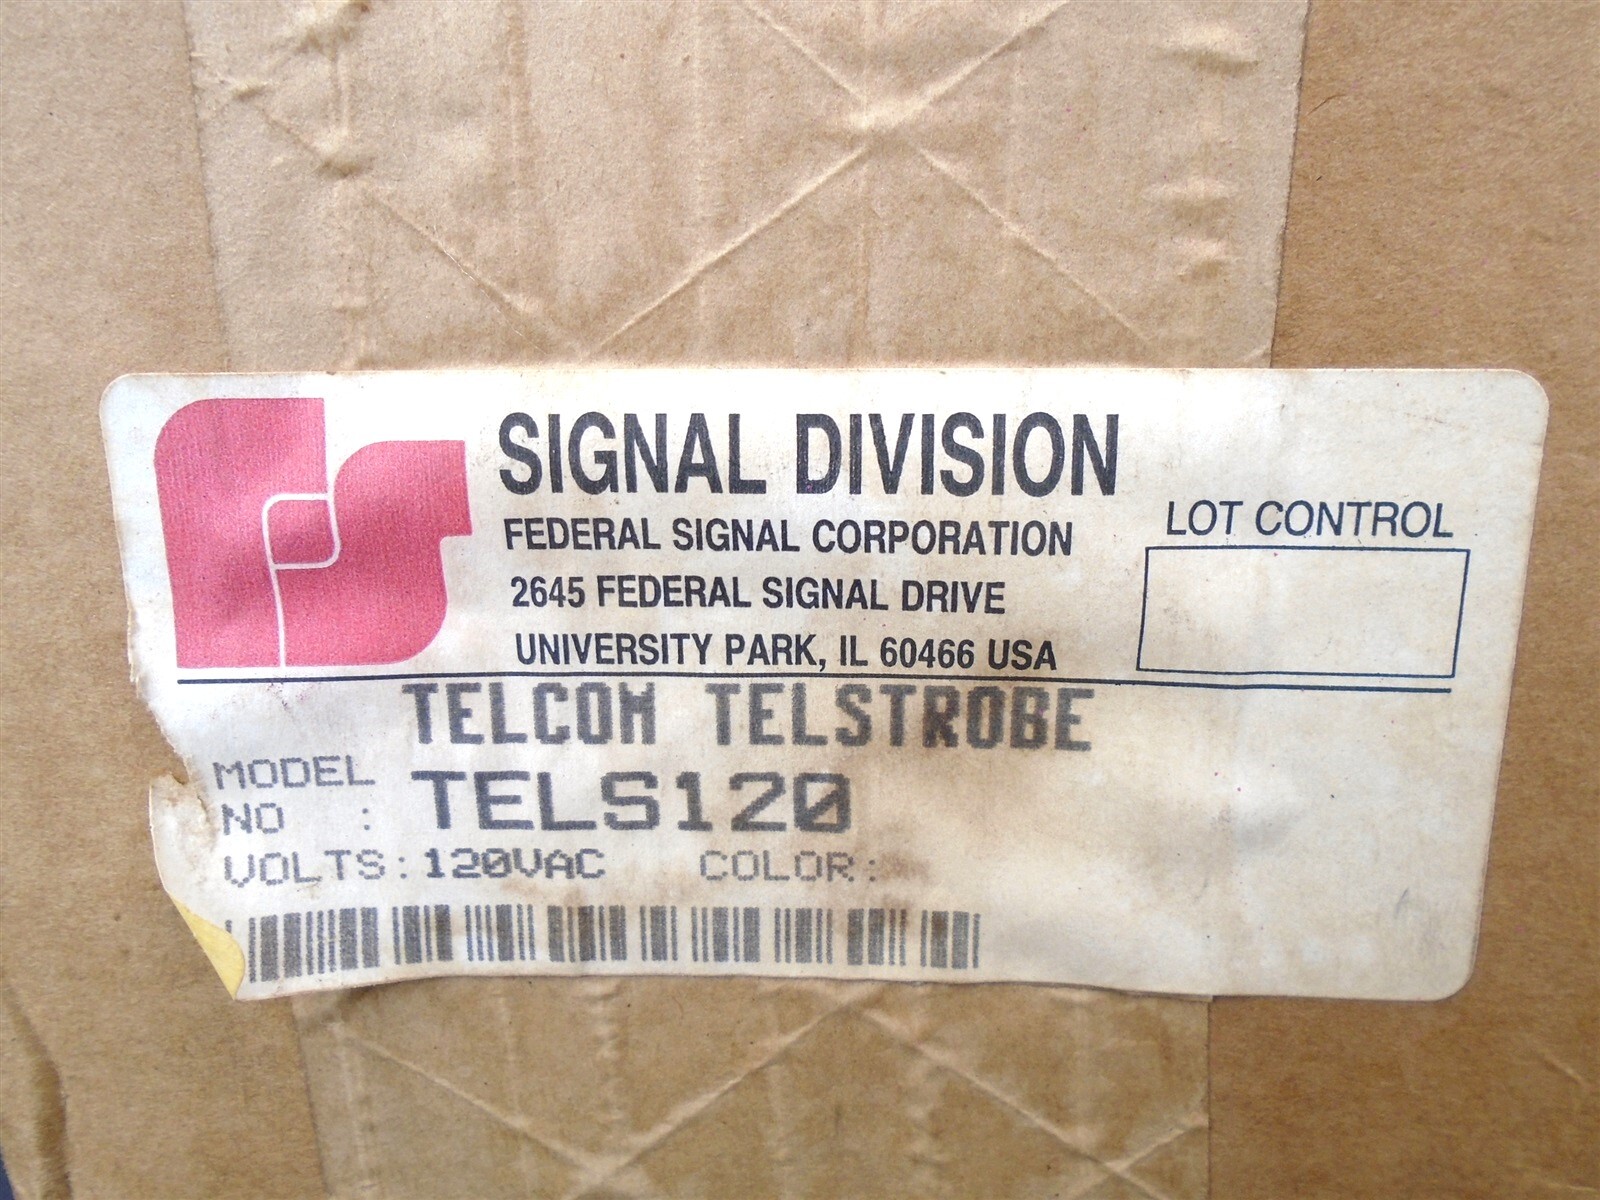 SIGNAL DIVISION
FEDERAL SIGNAL CORPORATION
2645 FEDERAL SIGNAL DRIVE
UNIVERSITY PARK, IL 60466 USA
LOT CONTROL
TELCOM TELSTROBE
MODEL
NO : TELS120
VOLTS:120VAC COLOR: